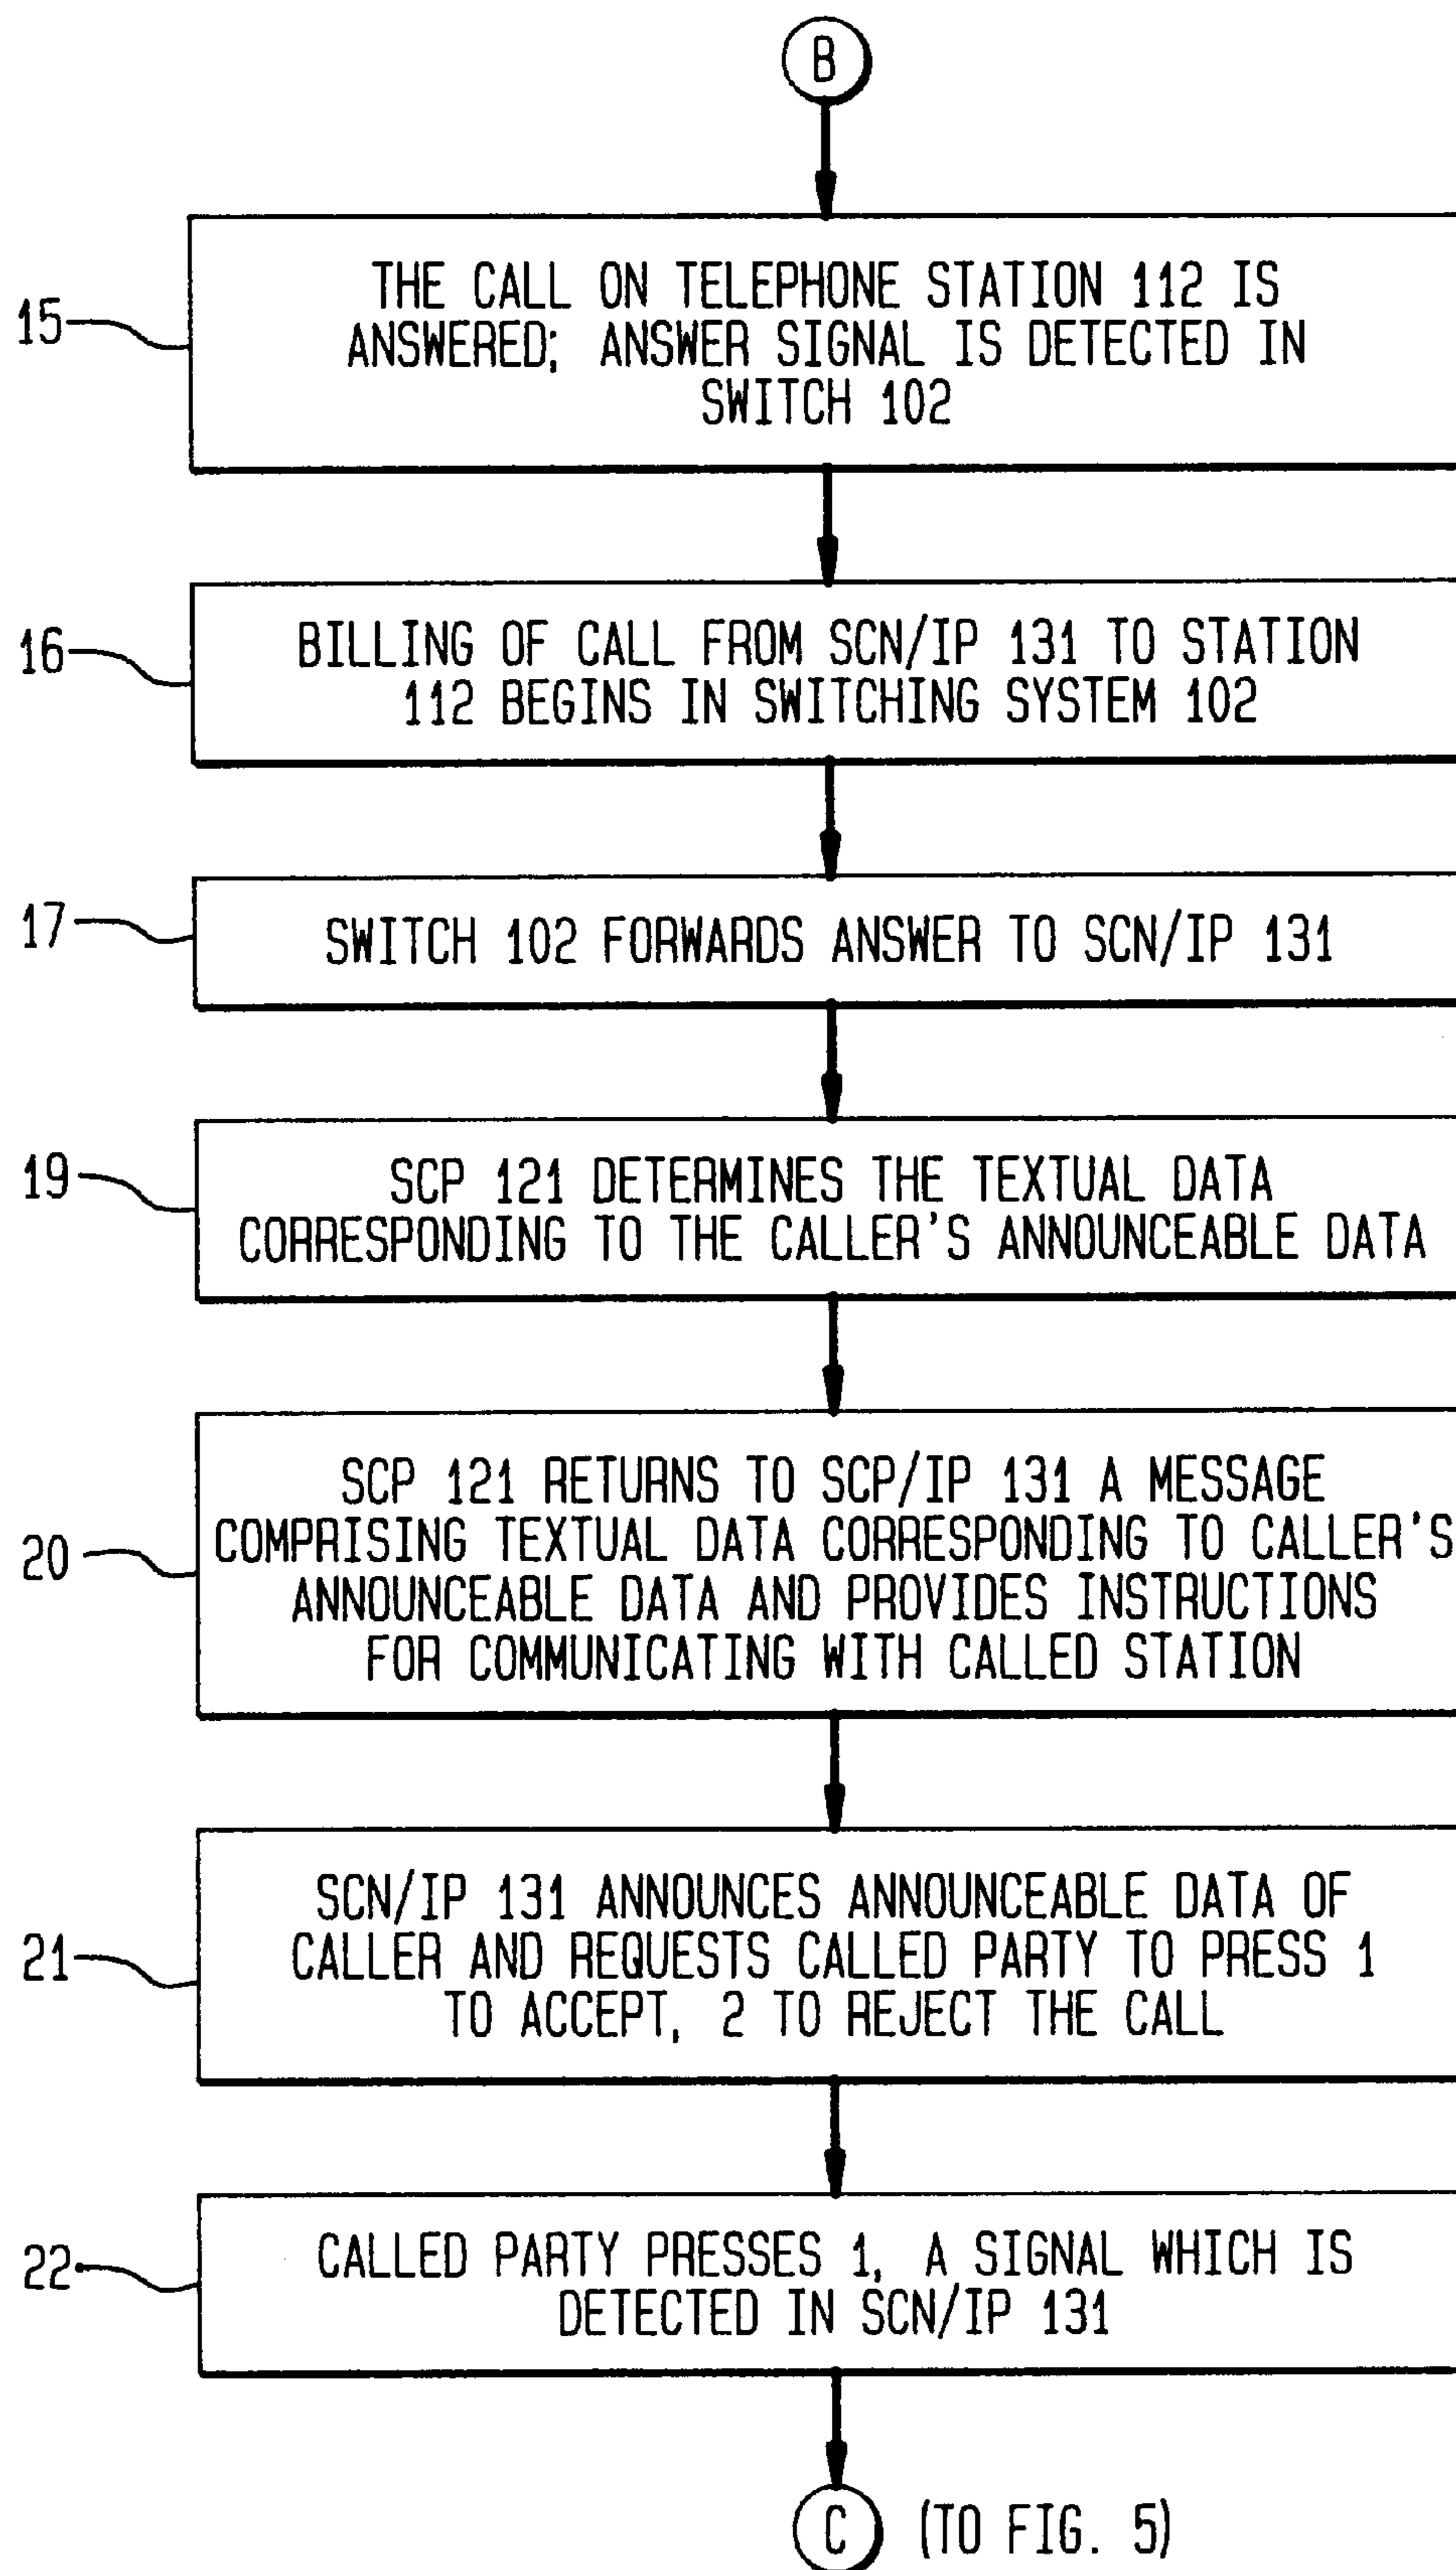 B
15
THE CALL ON TELEPHONE STATION 112 IS
ANSWERED; ANSWER SIGNAL IS DETECTED IN
SWITCH 102
16
BILLING OF CALL FROM SCN/IP 131 TO STATION
112 BEGINS IN SWITCHING SYSTEM 102
17
SWITCH 102 FORWARDS ANSWER TO SCN/IP 131
19
SCP 121 DETERMINES THE TEXTUAL DATA
CORRESPONDING TO THE CALLER'S ANNOUNCEABLE DATA
20
SCP 121 RETURNS TO SCP/IP 131 A MESSAGE
COMPRISING TEXTUAL DATA CORRESPONDING TO CALLER'S
ANNOUNCEABLE DATA AND PROVIDES INSTRUCTIONS
FOR COMMUNICATING WITH CALLED STATION
21
SCN/IP 131 ANNOUNCES ANNOUNCEABLE DATA OF
CALLER AND REQUESTS CALLED PARTY TO PRESS 1
TO ACCEPT, 2 TO REJECT THE CALL
22
CALLED PARTY PRESSES 1, A SIGNAL WHICH IS
DETECTED IN SCN/IP 131
C (TO FIG. 5)